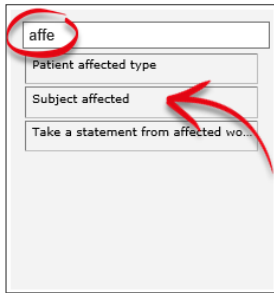 affe
Patient affected type
Subject affected
Take a statement from affected wo...